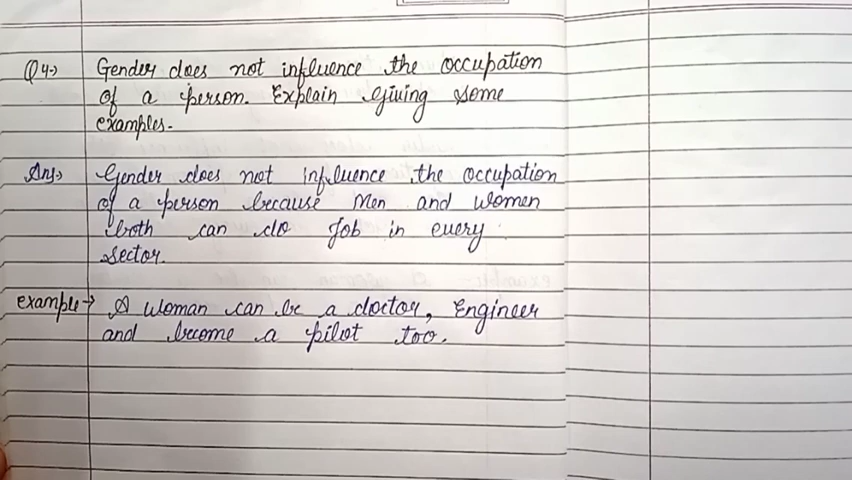 Q4→ Gender does not influence the occupation
of a person. Explain giving some
examples.
Ans→ Gender does not influence the occupation
of a person because Men and women
both can do Job in every
sector.
example→ A woman can be a doctor, Engineer
and become a pilot too.